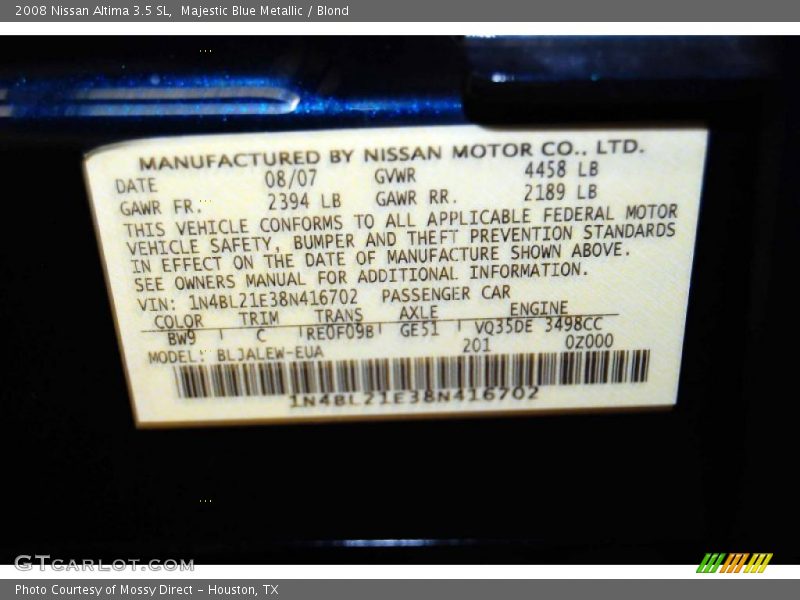 2008 Nissan Altima 3.5 SL,  Majestic Blue Metallic / Blond
MANUFACTURED BY NISSAN MOTOR CO., LTD.
DATE 08/07 GVWR 4458 LB
GAWR FR. 2394 LB GAWR RR. 2189 LB
THIS VEHICLE CONFORMS TO ALL APPLICABLE FEDERAL MOTOR
VEHICLE SAFETY, BUMPER AND THEFT PREVENTION STANDARDS
IN EFFECT ON THE DATE OF MANUFACTURE SHOWN ABOVE.
SEE OWNERS MANUAL FOR ADDITIONAL INFORMATION.
VIN: 1N4BL21E38N416702 PASSENGER CAR
COLOR TRIM TRANS AXLE ENGINE
BW9 C RE0F09B GE51 VQ35DE 3498CC
MODEL: BLJALEW-EUA 201 0Z000
1N4BL21E38N416702
GTCARLOT.COM
Photo Courtesy of Mossy Direct - Houston, TX